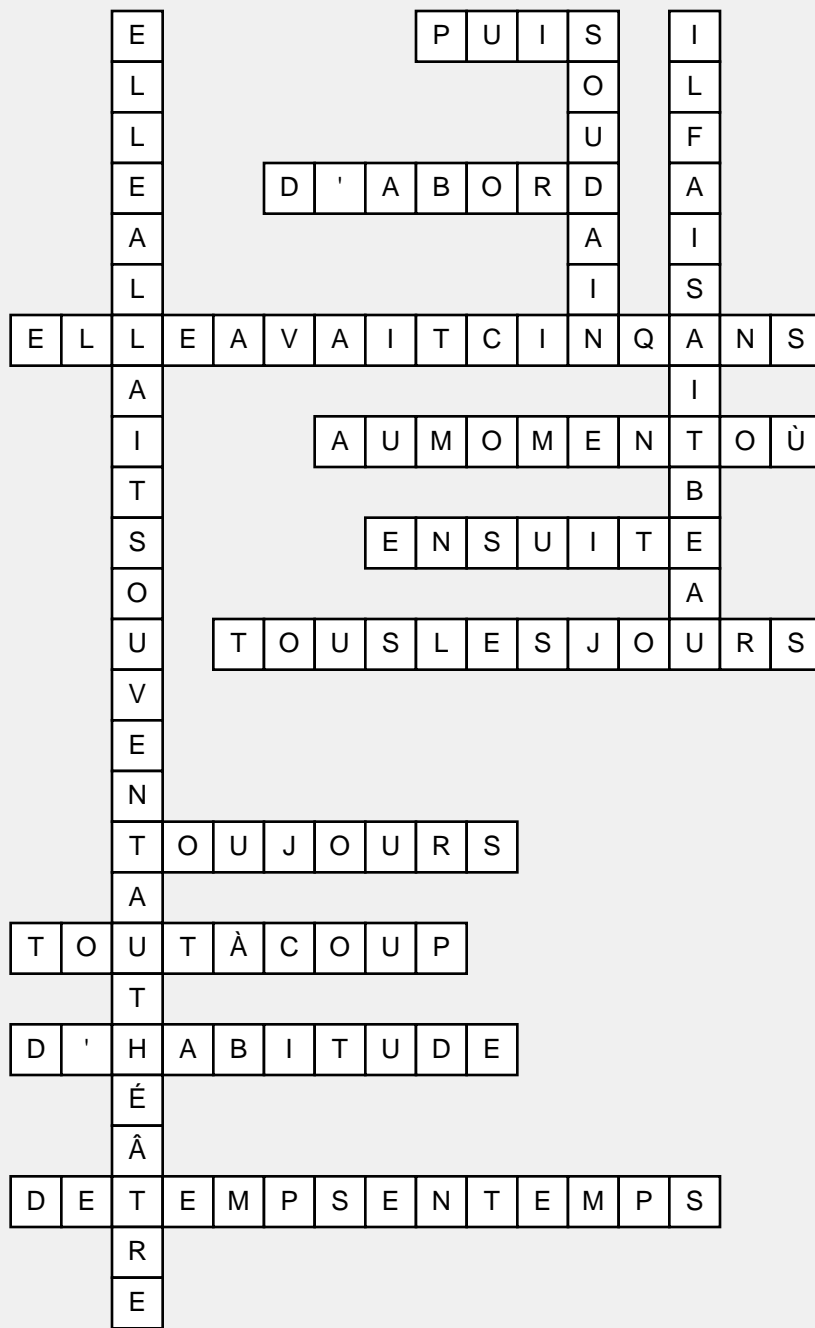 ELLEALLAITSOUVENTAUTHÉÂTRE
PUIS
SOUDAIN
ILFAISAITBEAU
D'ABORD
ELLEAVAITCINQANS
AUMOMENTOÙ
ENSUITE
TOUSLESJOURS
TOUJOURS
TOUTÀCOUP
D'HABITUDE
DETEMPSENTEMPS